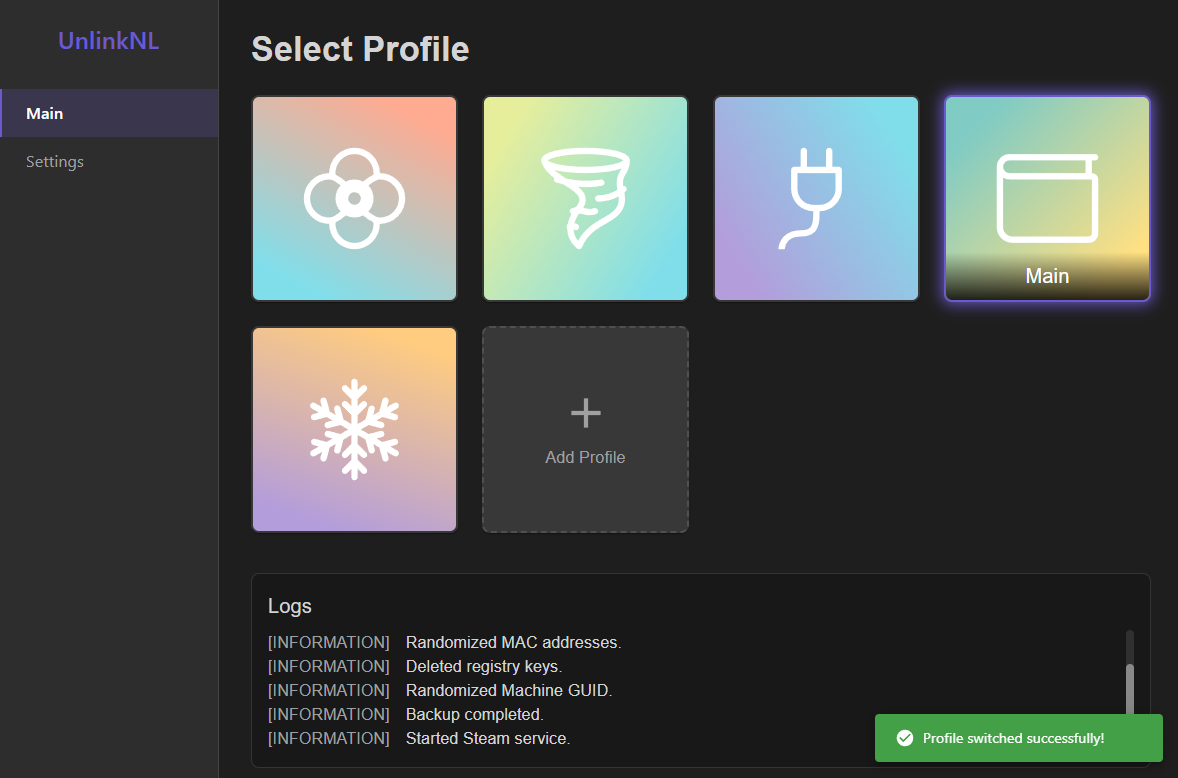 UnlinkNL
Main
Settings
Select Profile
Main
Add Profile
Logs
[INFORMATION] Randomized MAC addresses.
[INFORMATION] Deleted registry keys.
[INFORMATION] Randomized Machine GUID.
[INFORMATION] Backup completed.
[INFORMATION] Started Steam service.
Profile switched successfully!